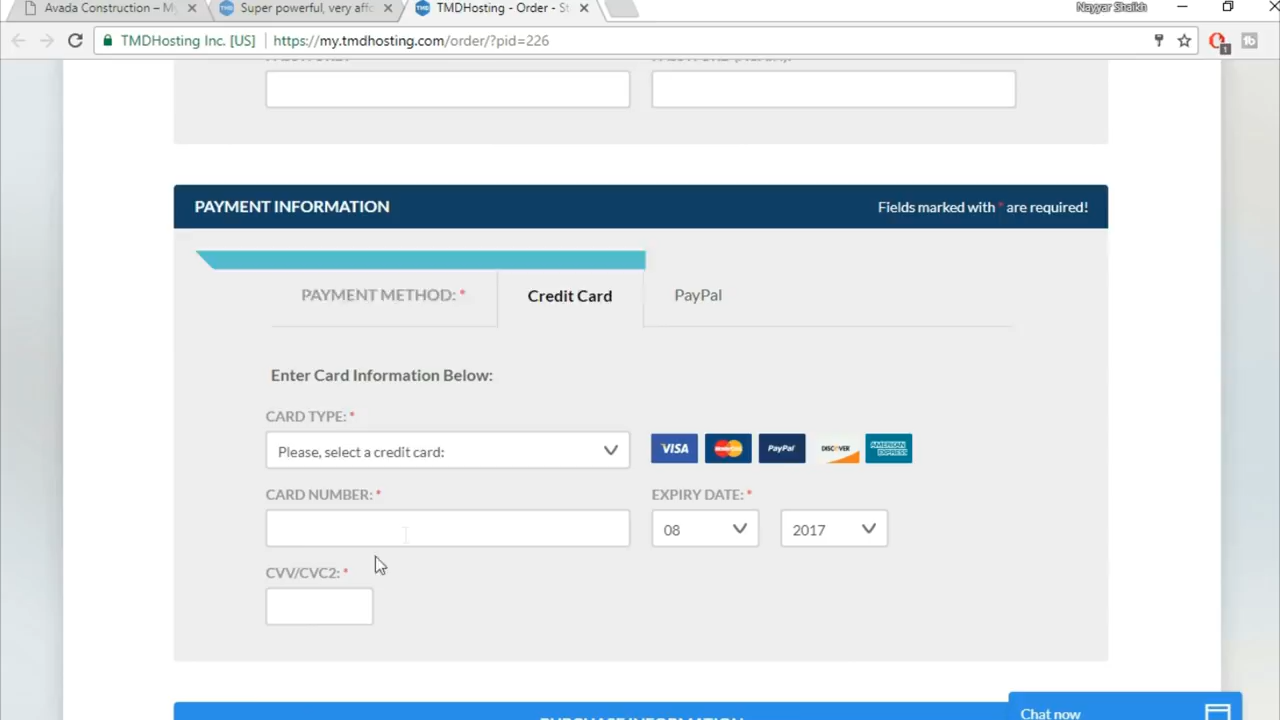 Avada Construction – My
Super powerful, very affo
TMDHosting – Order - St
Nayyar Shaikh
TMDHosting Inc. [US]
https://my.tmdhosting.com/order/?pid=226
1
PAYMENT INFORMATION
Fields marked with * are required!
PAYMENT METHOD: *
Credit Card
PayPal
Enter Card Information Below:
CARD TYPE: *
Please, select a credit card:
VISA
MasterCard
PayPal
DISCOVER
AMERICAN
EXPRESS
CARD NUMBER: *
EXPIRY DATE: *
08
2017
CVV/CVC2: *
Chat now